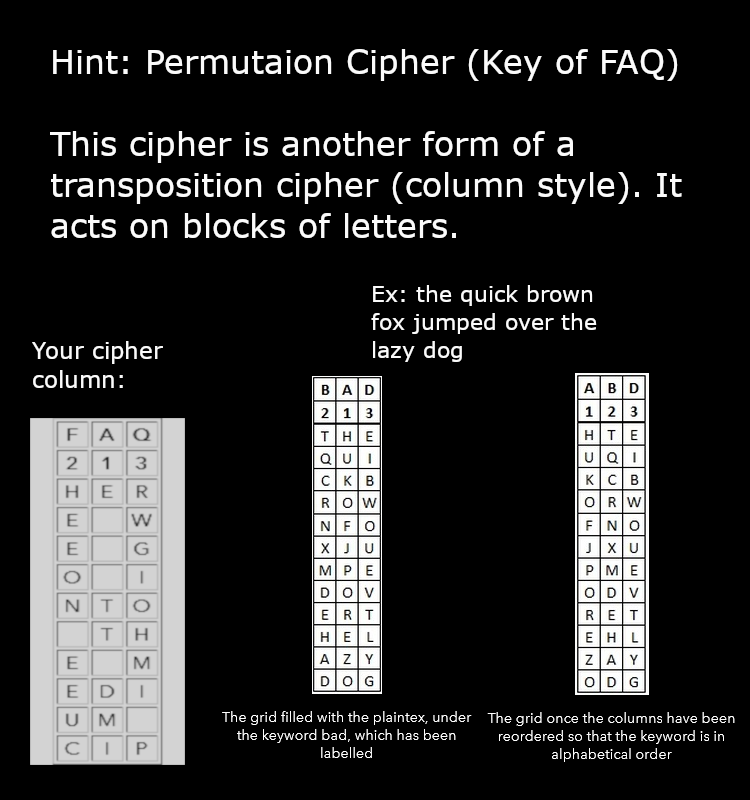 Hint: Permutaion Cipher (Key of FAQ)
This cipher is another form of a
transposition cipher (column style). It
acts on blocks of letters.
Ex: the quick brown
fox jumped over the
lazy dog
Your cipher
column:
F A Q
2 1 3
H E R
E W
E G
O I
N T O
T H
E M
E D I
U M
C I P
B A D
2 1 3
T H E
Q U I
C K B
R O W
N F O
X J U
M P E
D O V
E R T
H E L
A Z Y
D O G
The grid filled with the plaintex, under
the keyword bad, which has been
labelled
A B D
1 2 3
H T E
U Q I
K C B
O R W
F N O
J X U
P M E
O D V
R E T
E H L
Z A Y
O D G
The grid once the columns have been
reordered so that the keyword is in
alphabetical order